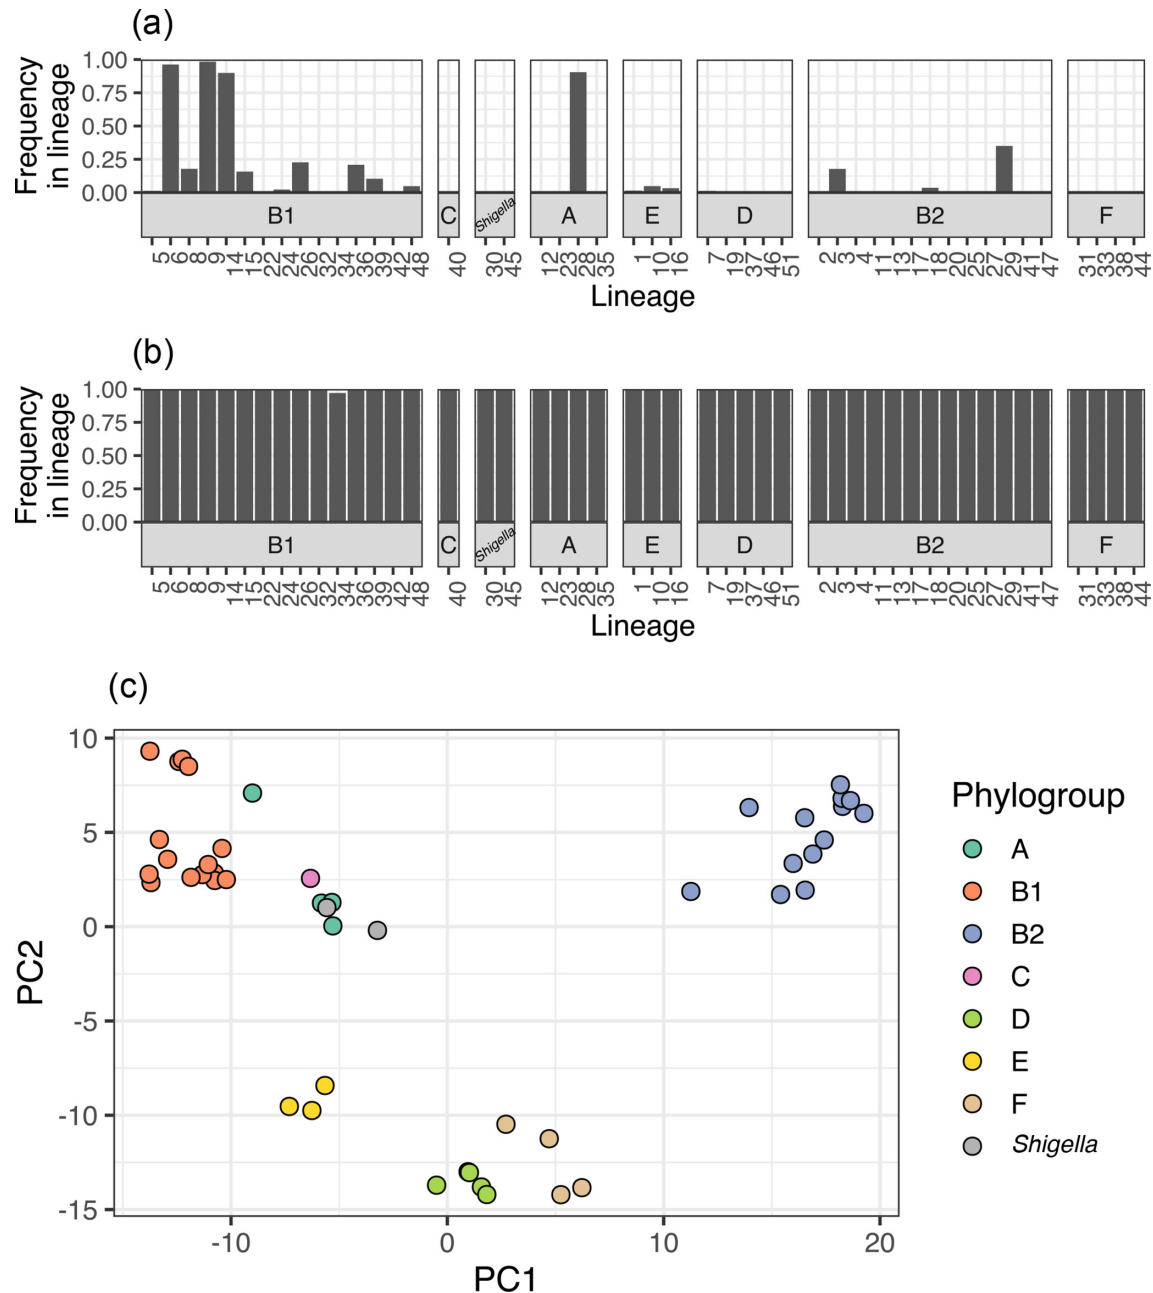 (a)
Frequency
in lineage
1.00
0.75
0.50
0.25
0.00
B1 C Shigella A E D B2 F
5 6 8 9 14 15 22 24 26 32 34 36 39 42 48 40 30 45 12 23 28 35 1 10 16 7 19 37 46 51 2 3 4 11 13 17 18 20 25 27 29 41 47 31 33 38 44
Lineage
(b)
Frequency
in lineage
1.00
0.75
0.50
0.25
0.00
B1 C Shigella A E D B2 F
5 6 8 9 14 15 22 24 26 32 34 36 39 42 48 40 30 45 12 23 28 35 1 10 16 7 19 37 46 51 2 3 4 11 13 17 18 20 25 27 29 41 47 31 33 38 44
Lineage
(c)
PC2
10
5
0
-5
-10
-15
-10 0 10 20
PC1
Phylogroup
A
B1
B2
C
D
E
F
Shigella